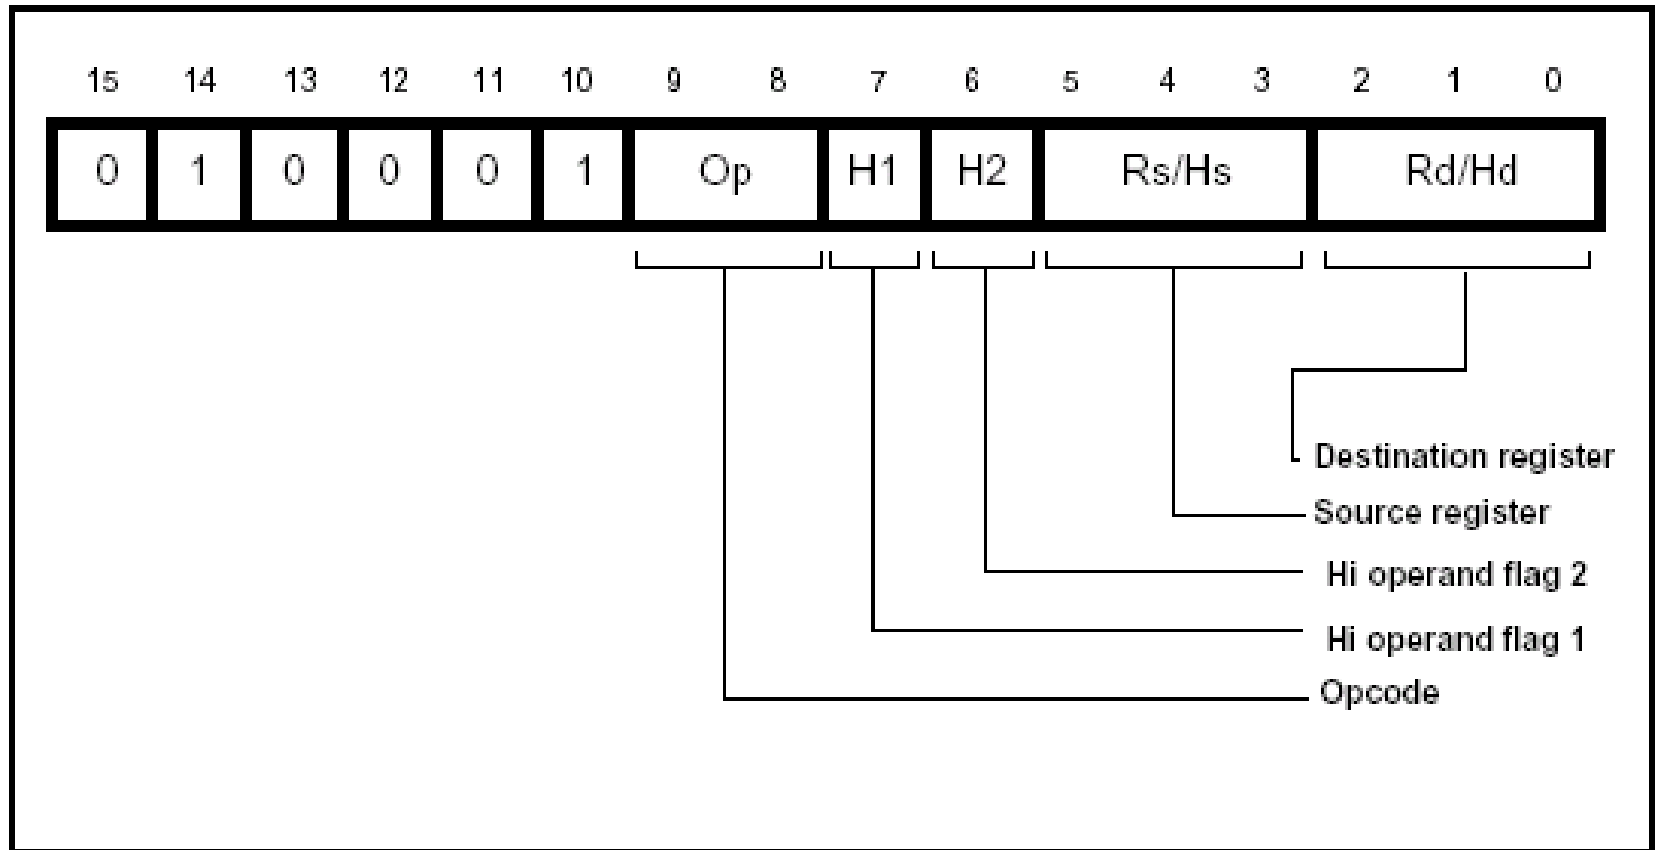 15 14 13 12 11 10 9 8 7 6 5 4 3 2 1 0
0 1 0 0 0 1 Op H1 H2 Rs/Hs Rd/Hd
Destination register
Source register
Hi operand flag 2
Hi operand flag 1
Opcode